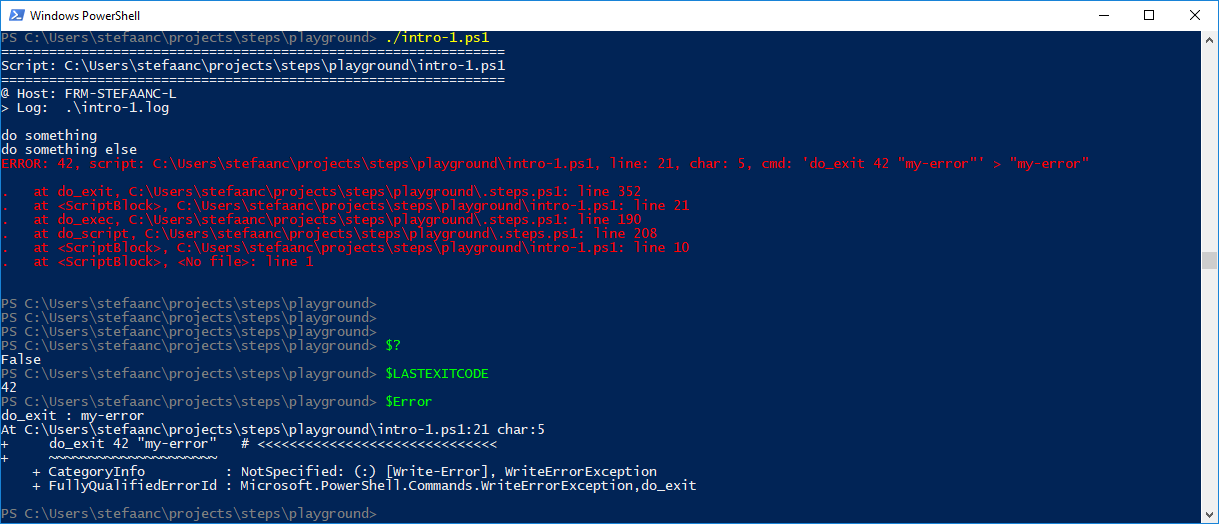 Windows PowerShell
PS C:\Users\stefaanc\projects\steps\playground> ./intro-1.ps1
===============================================================
Script: C:\Users\stefaanc\projects\steps\playground\intro-1.ps1
===============================================================
@ Host: FRM-STEFAANC-L
> Log:  .\intro-1.log
do something
do something else
ERROR: 42, script: C:\Users\stefaanc\projects\steps\playground\intro-1.ps1, line: 21, char: 5, cmd: 'do_exit 42 "my-error"' > "my-error"
.   at do_exit, C:\Users\stefaanc\projects\steps\playground\.steps.ps1: line 352
.   at <ScriptBlock>, C:\Users\stefaanc\projects\steps\playground\intro-1.ps1: line 21
.   at do_exec, C:\Users\stefaanc\projects\steps\playground\.steps.ps1: line 190
.   at do_script, C:\Users\stefaanc\projects\steps\playground\.steps.ps1: line 208
.   at <ScriptBlock>, C:\Users\stefaanc\projects\steps\playground\intro-1.ps1: line 10
.   at <ScriptBlock>, <No file>: line 1
PS C:\Users\stefaanc\projects\steps\playground>
PS C:\Users\stefaanc\projects\steps\playground>
PS C:\Users\stefaanc\projects\steps\playground>
PS C:\Users\stefaanc\projects\steps\playground> $?
False
PS C:\Users\stefaanc\projects\steps\playground> $LASTEXITCODE
42
PS C:\Users\stefaanc\projects\steps\playground> $Error
do_exit : my-error
At C:\Users\stefaanc\projects\steps\playground\intro-1.ps1:21 char:5
+     do_exit 42 "my-error"   # <<<<<<<<<<<<<<<<<<<<<<<<<<<<<<
+     ~~~~~~~~~~~~~~~~~~~~~
    + CategoryInfo          : NotSpecified: (:) [Write-Error], WriteErrorException
    + FullyQualifiedErrorId : Microsoft.PowerShell.Commands.WriteErrorException,do_exit
PS C:\Users\stefaanc\projects\steps\playground>